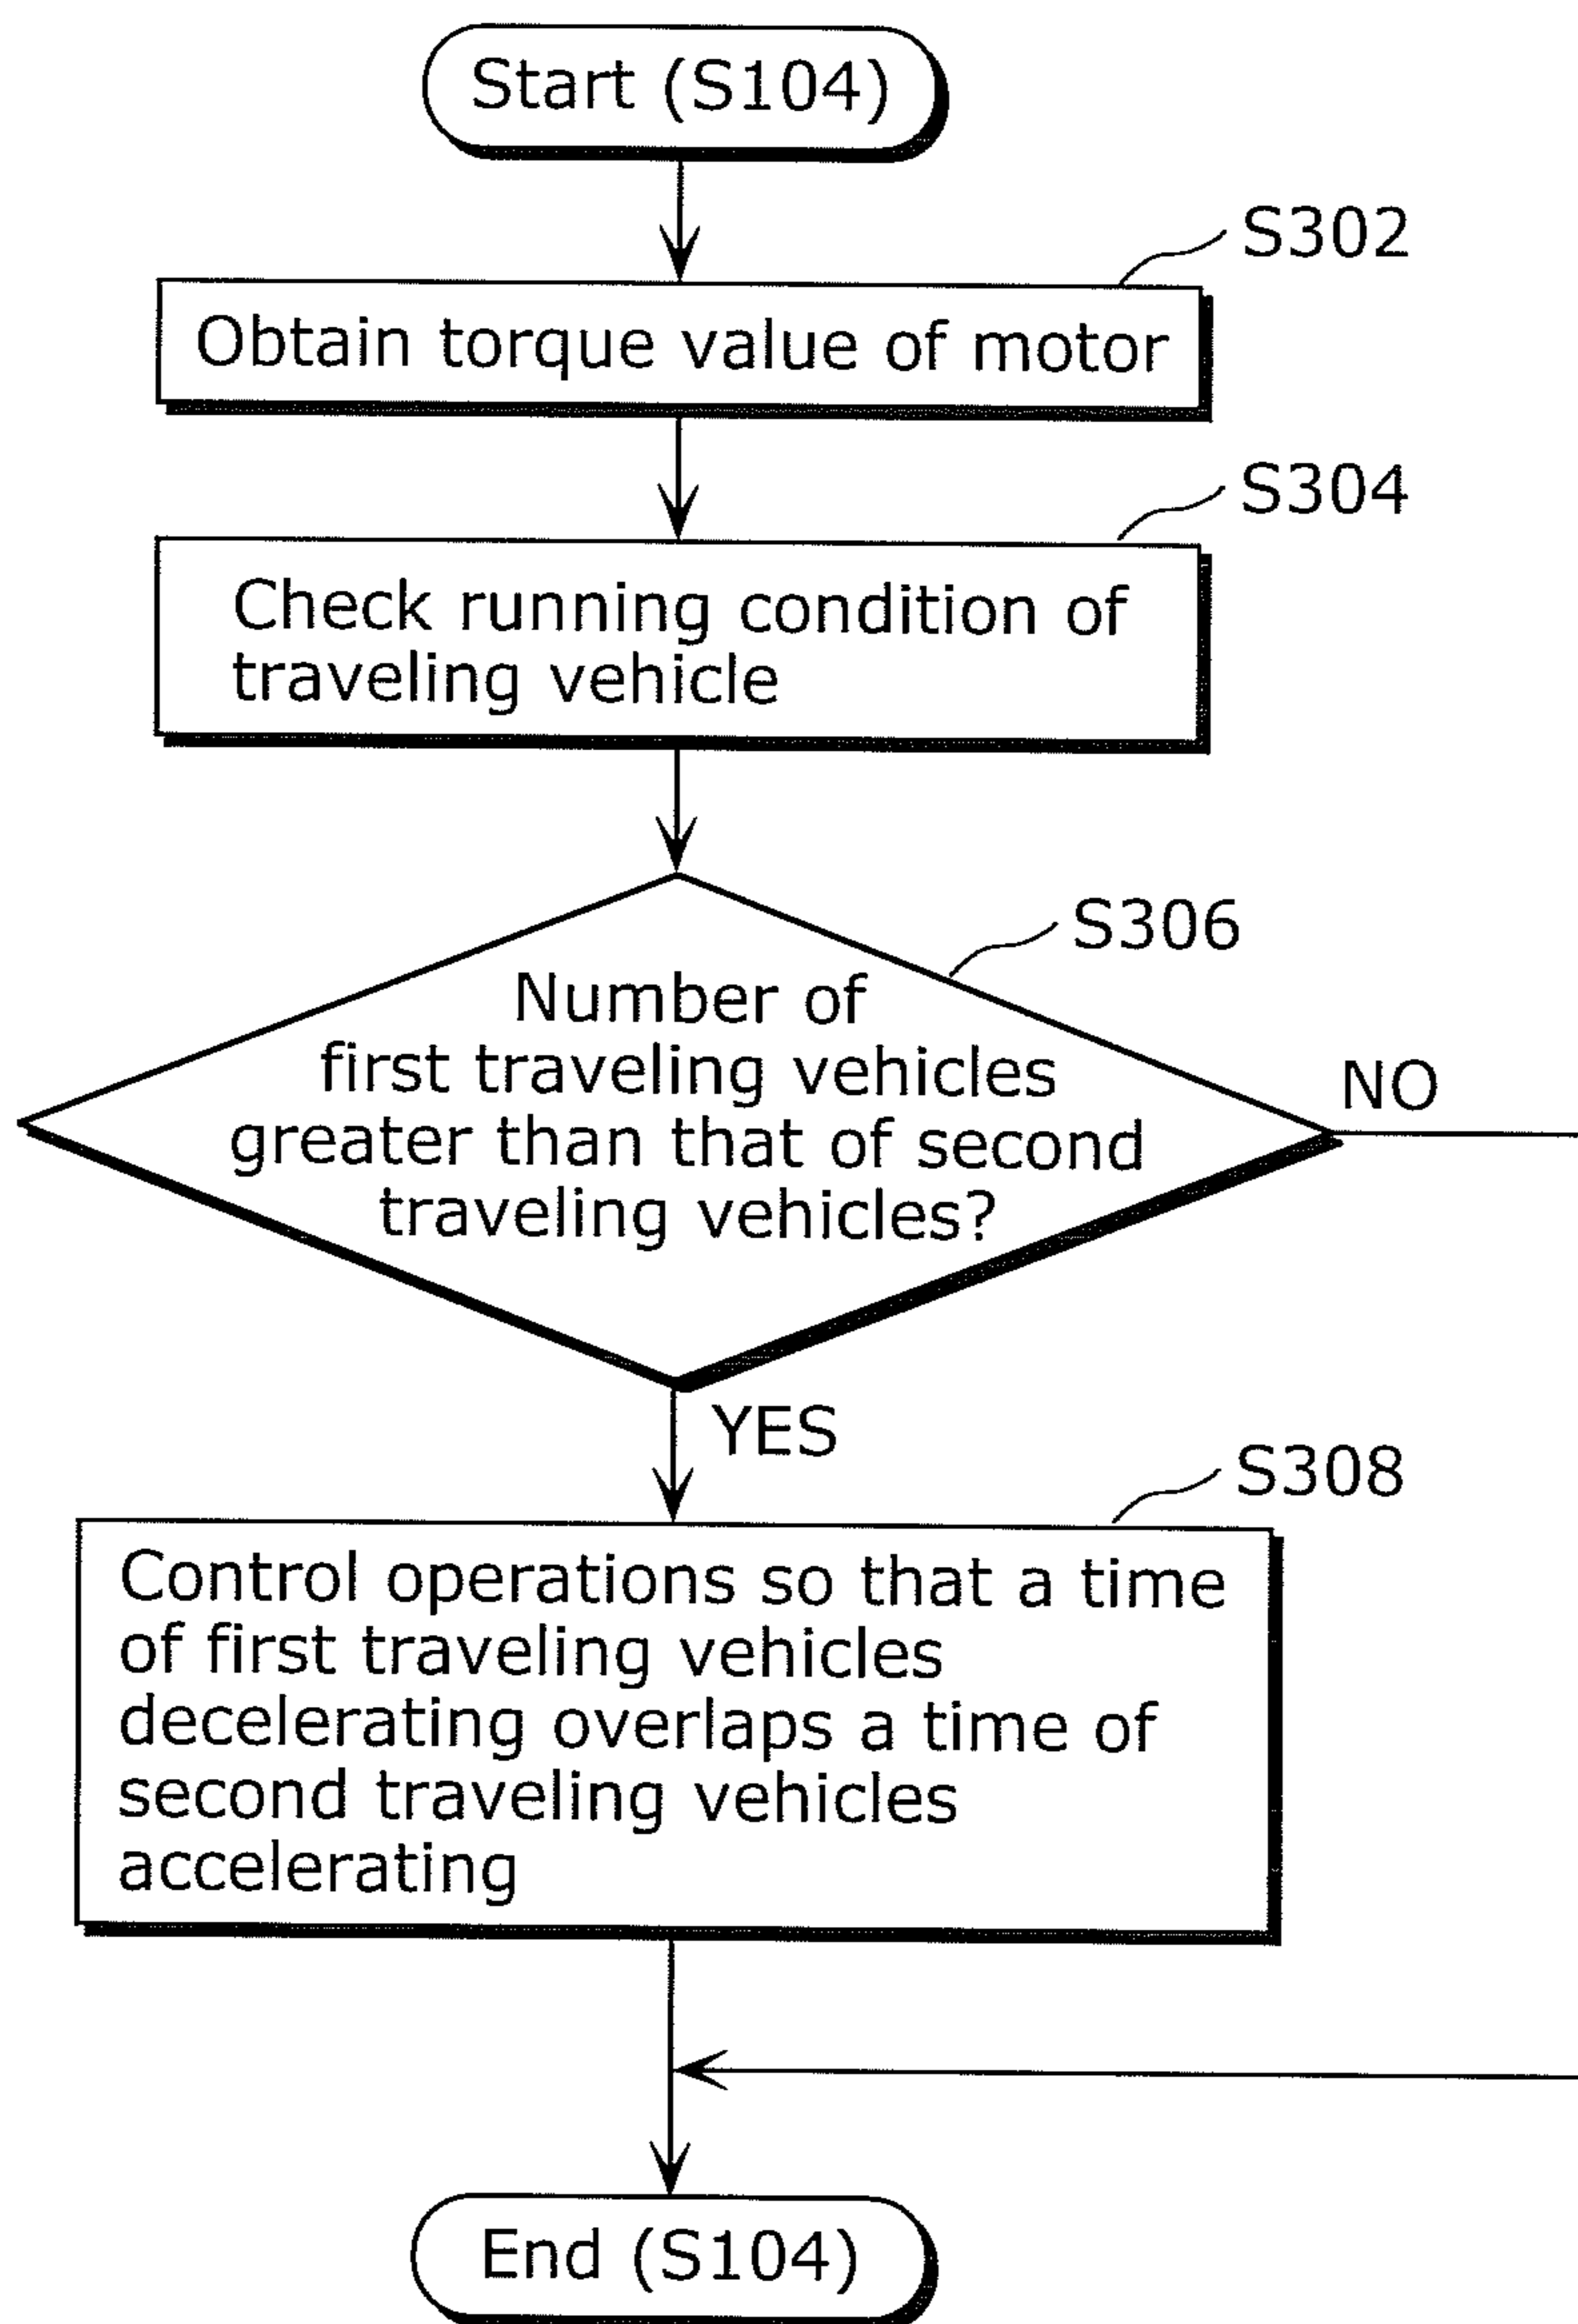 Start (S104)
S302
Obtain torque value of motor
S304
Check running condition of
traveling vehicle
S306
Number of
first traveling vehicles
greater than that of second
traveling vehicles?
NO
YES
S308
Control operations so that a time
of first traveling vehicles
decelerating overlaps a time of
second traveling vehicles
accelerating
End (S104)